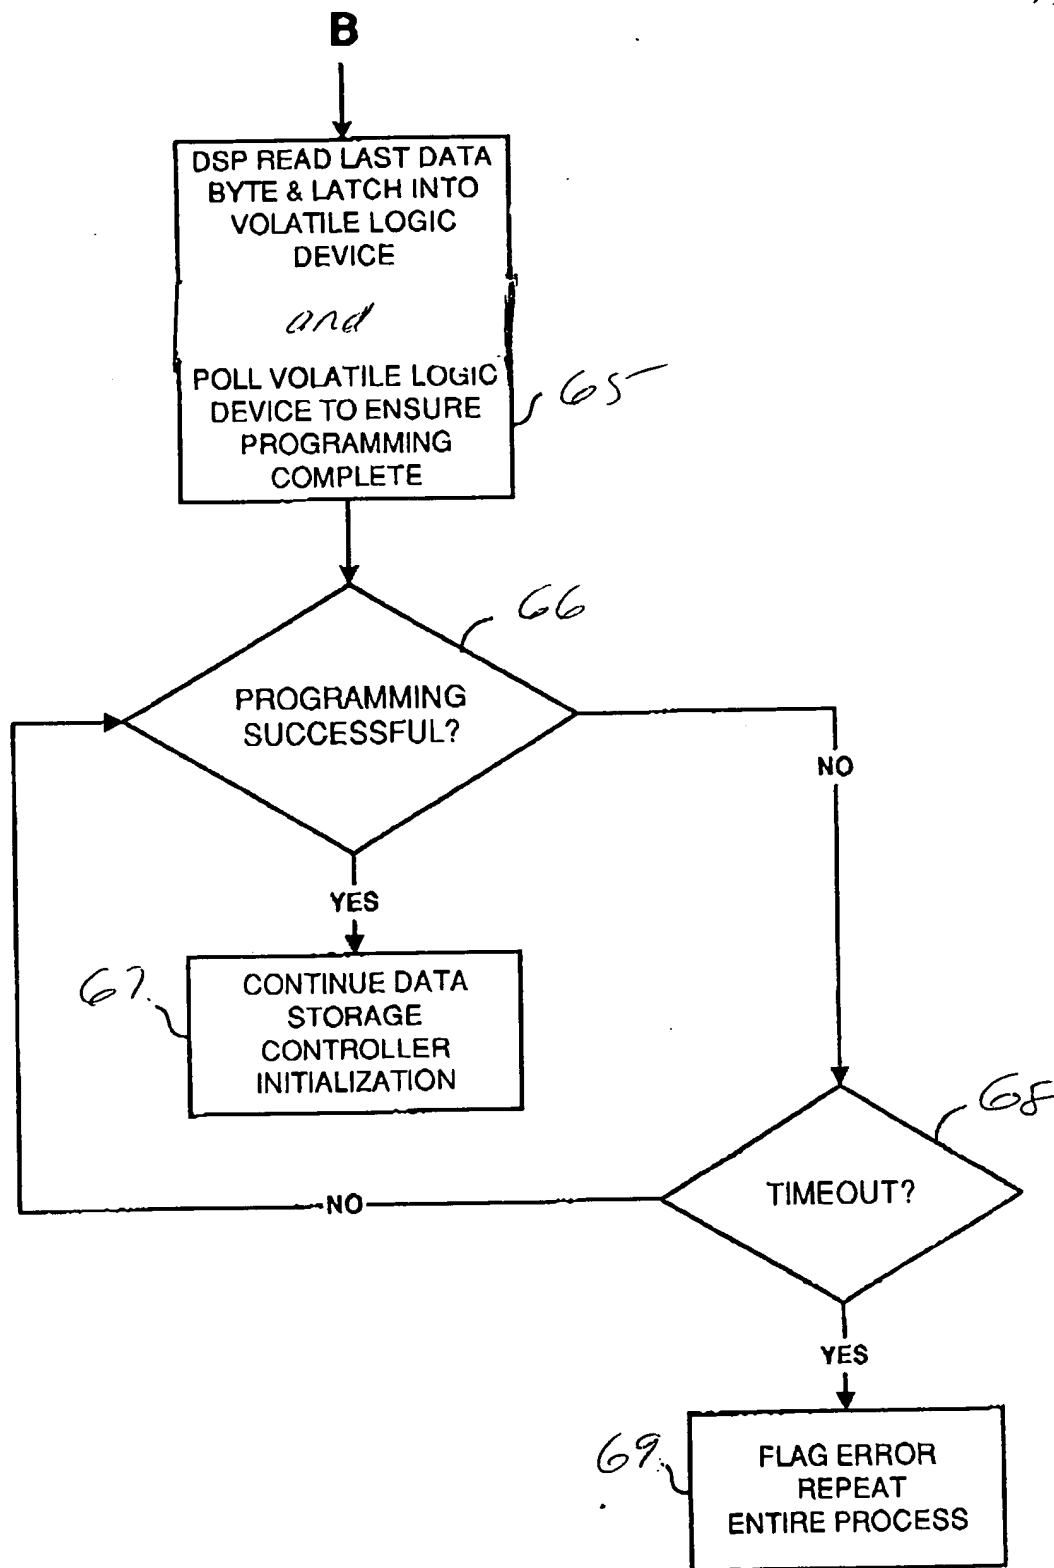 B
DSP READ LAST DATA
BYTE & LATCH INTO
VOLATILE LOGIC
DEVICE
and
POLL VOLATILE LOGIC
DEVICE TO ENSURE
PROGRAMMING
COMPLETE
65
66
PROGRAMMING
SUCCESSFUL?
NO
YES
67
CONTINUE DATA
STORAGE
CONTROLLER
INITIALIZATION
68
TIMEOUT?
NO
YES
69
FLAG ERROR
REPEAT
ENTIRE PROCESS